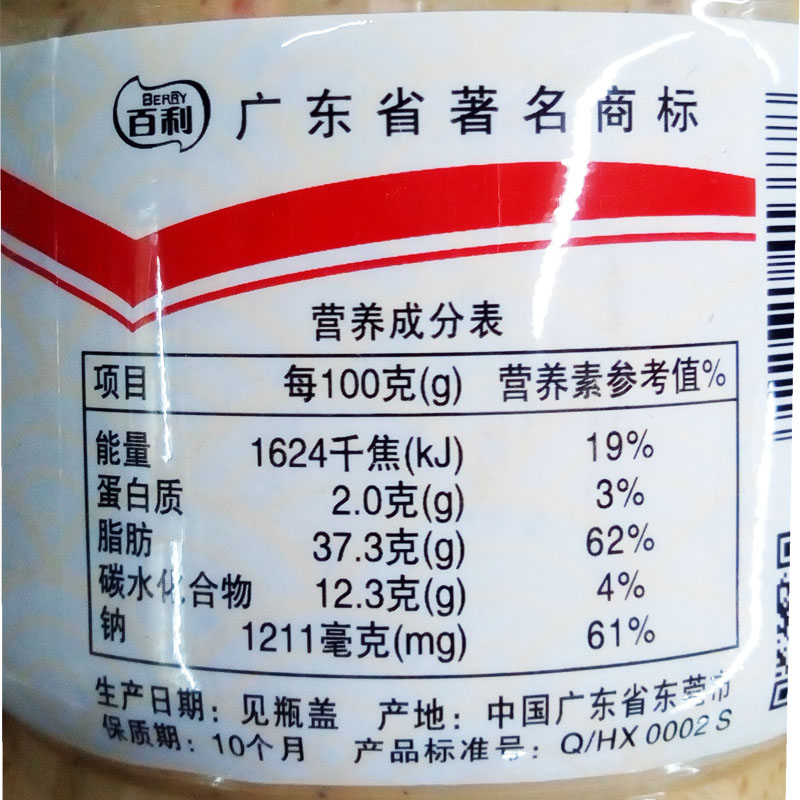 BERRY
百利 广东省著名商标
营养成分表
项目 每100克(g) 营养素参考值%
能量 1624千焦(kJ) 19%
蛋白质 2.0克(g) 3%
脂肪 37.3克(g) 62%
碳水化合物 12.3克(g) 4%
钠 1211毫克(mg) 61%
生产日期：见瓶盖 产地：中国广东省东莞市
保质期：10个月 产品标准号：Q/HX 0002 S